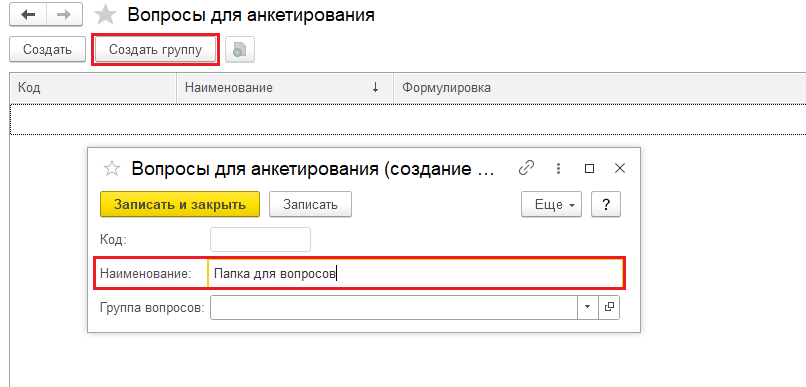 Вопросы для анкетирования
Создать Создать группу
Код Наименование ↓ Формулировка
Вопросы для анкетирования (создание ...
Записать и закрыть Записать Еще ?
Код:
Наименование: Папка для вопросов
Группа вопросов: